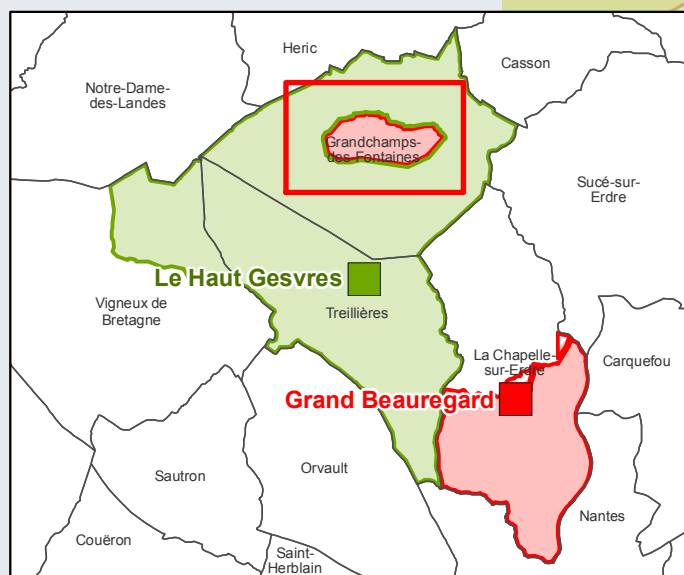 Heric
Casson
Notre-Dame-
des-Landes
Grandchamps-
des-Fontaines
Sucé-sur-
Erdre
Le Haut Gesvres
Vigneux de
Bretagne
Treillières
La Chapelle-
sur-Erdre
Carquefou
Grand Beauregard
Sautron
Orvault
Nantes
Couëron
Saint-
Herblain